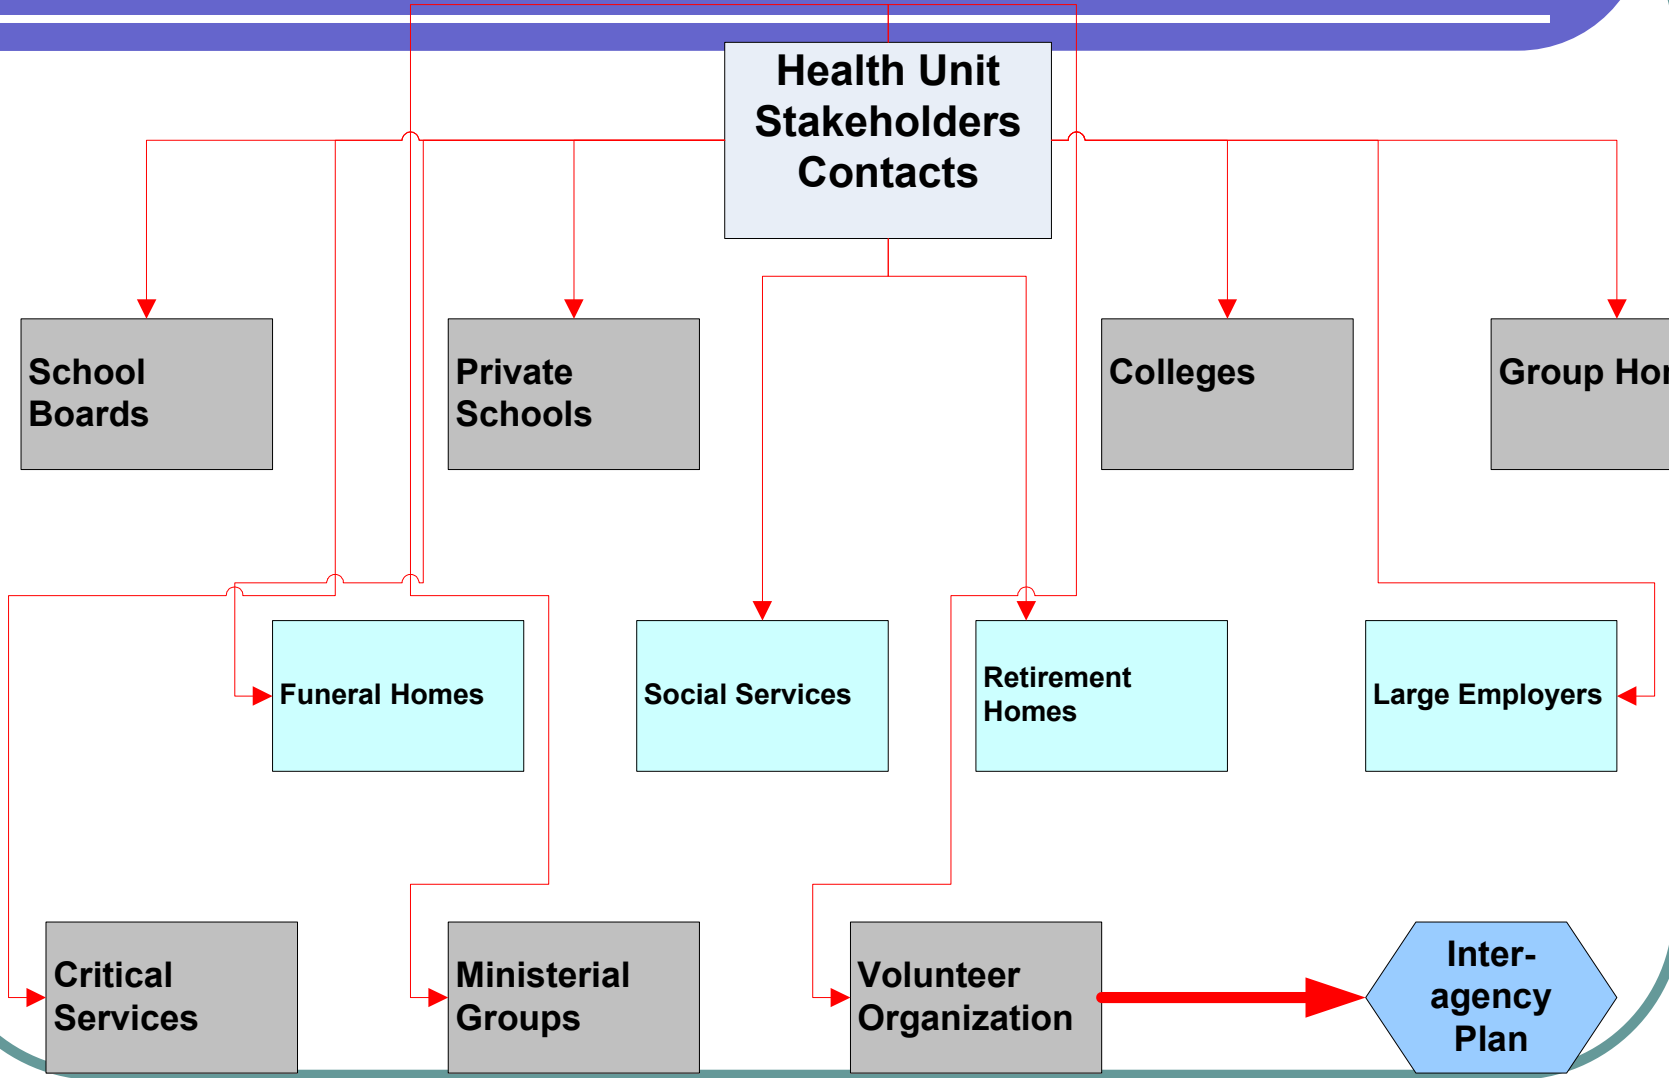 Health Unit
Stakeholders
Contacts
School
Boards
Private
Schools
Colleges
Group
Funeral Homes
Social Services
Retirement
Homes
Large Employers
Critical
Services
Ministerial
Groups
Volunteer
Organization
Inter-
agency
Plan